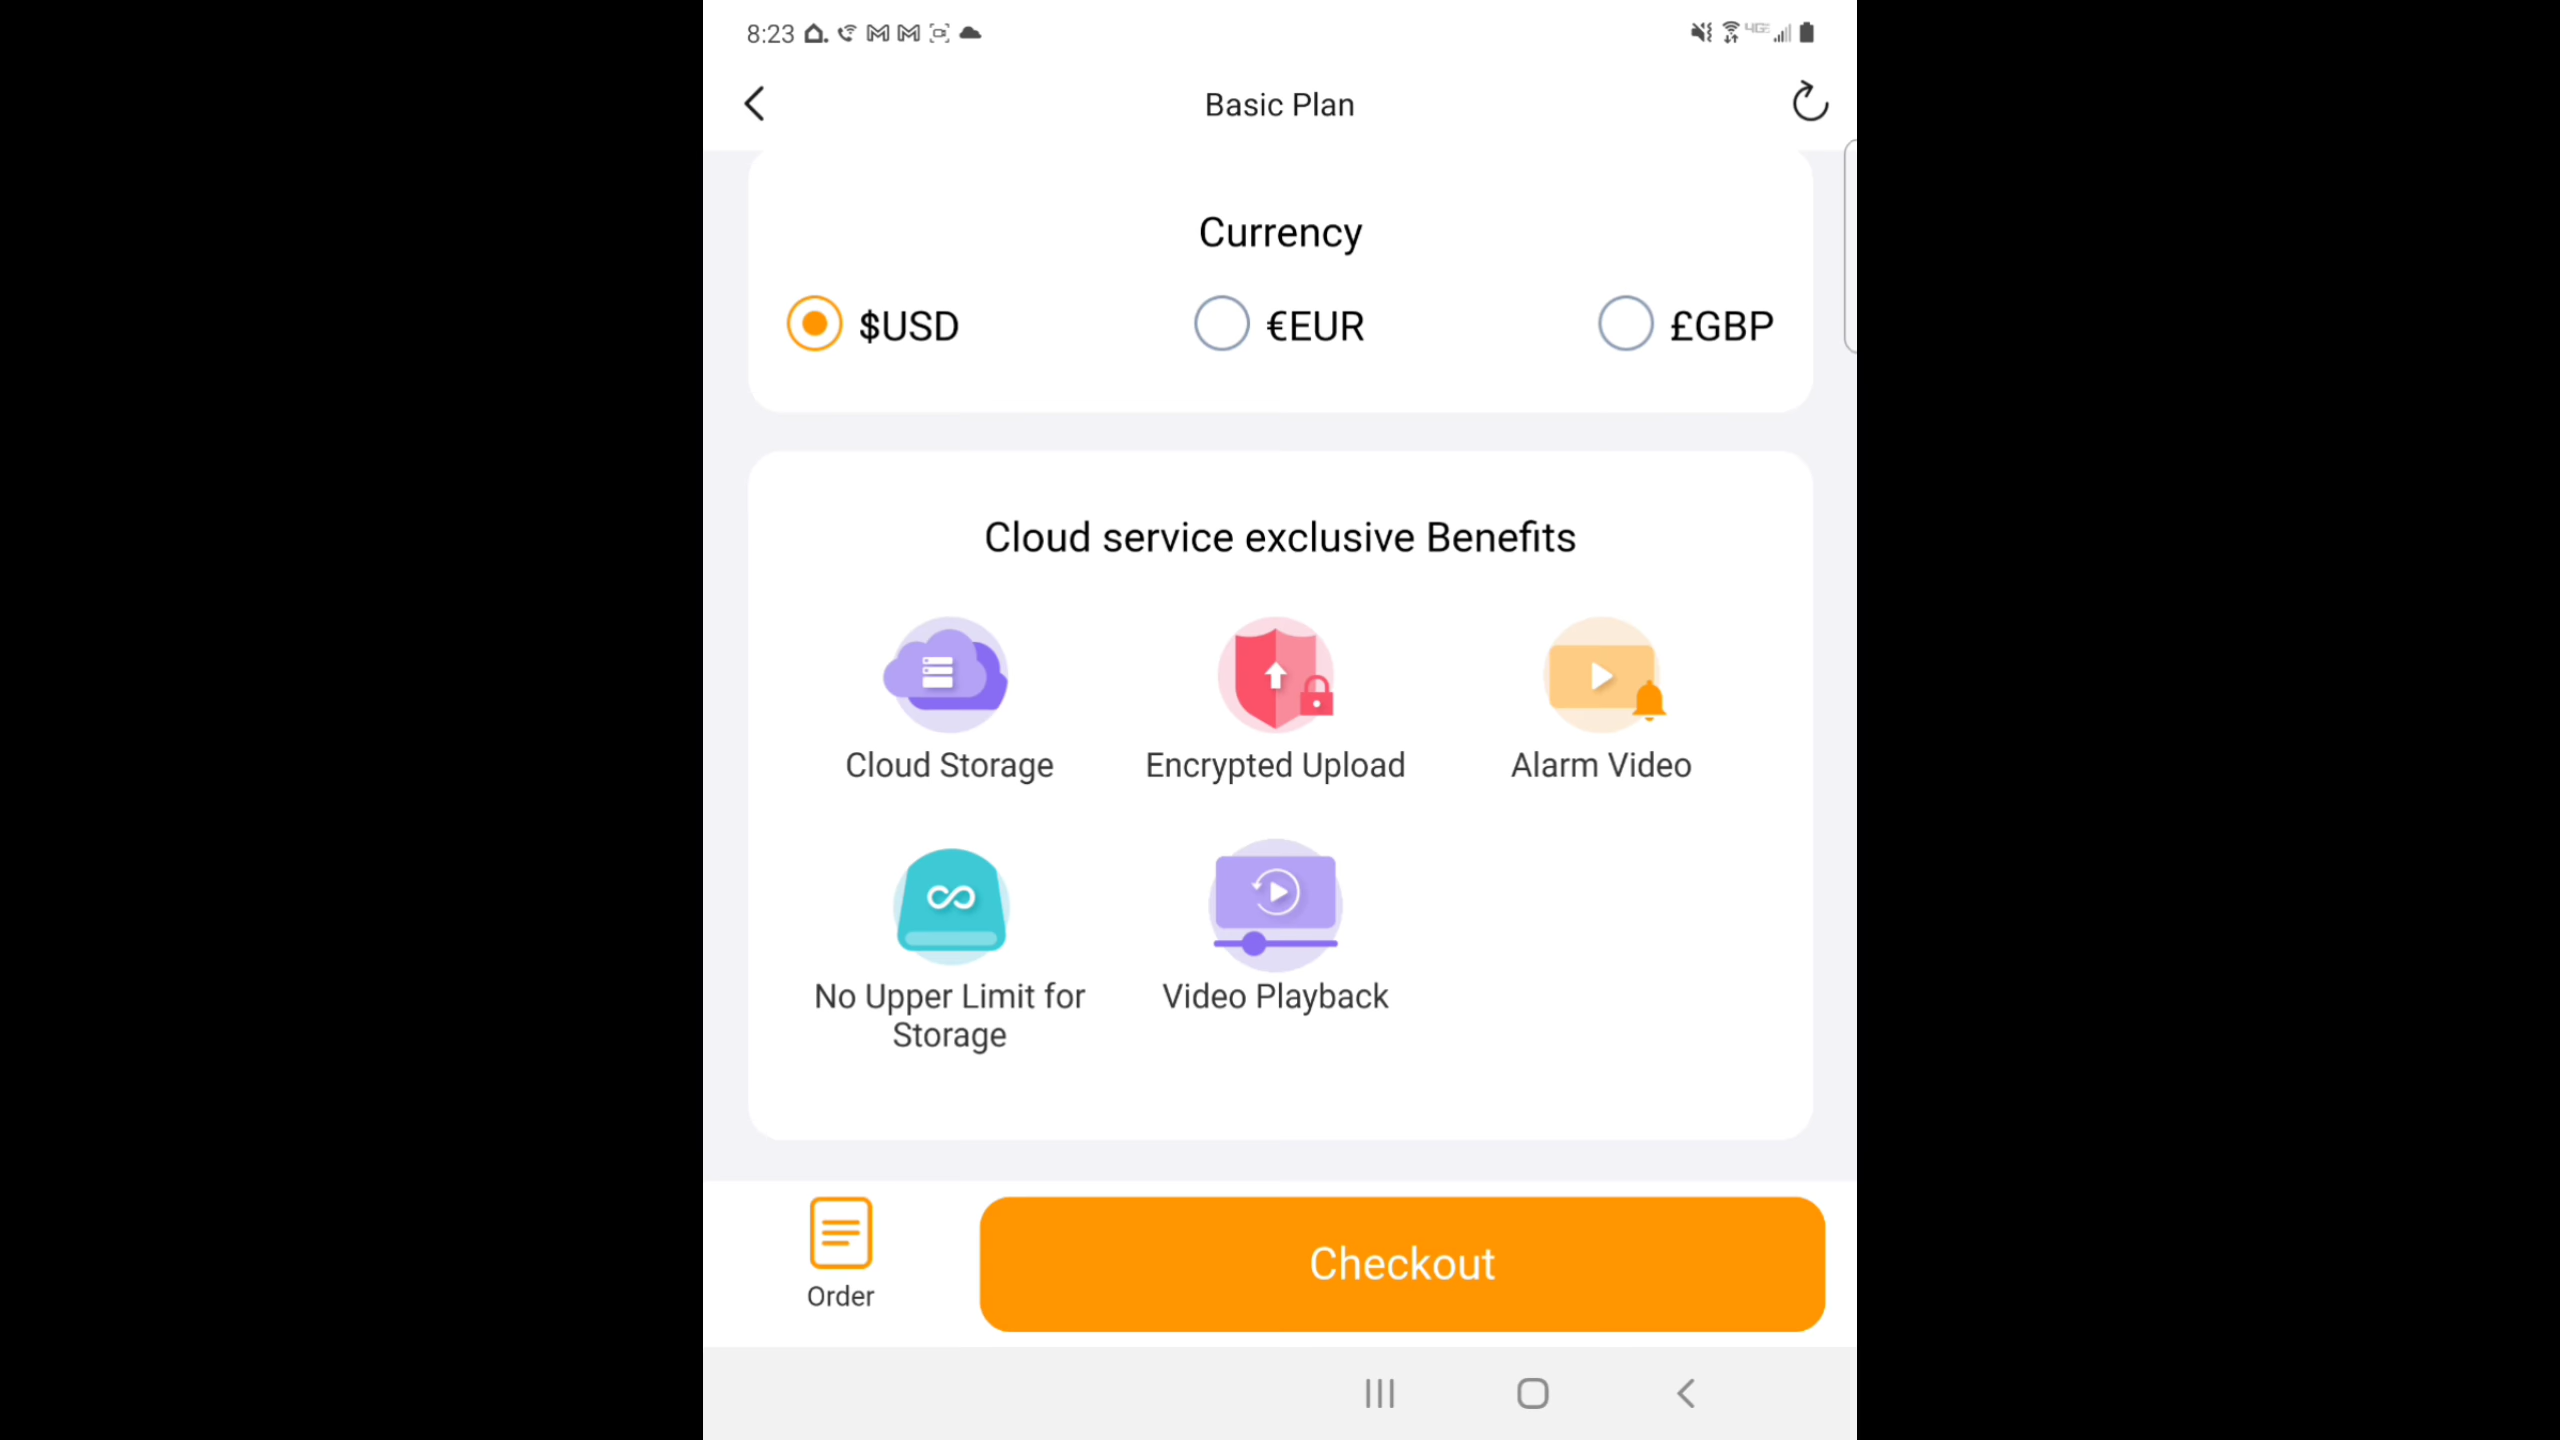 8:23
Basic Plan
Currency
$USD
€EUR
£GBP
Cloud service exclusive Benefits
Cloud Storage
Encrypted Upload
Alarm Video
No Upper Limit for
Storage
Video Playback
Order
Checkout